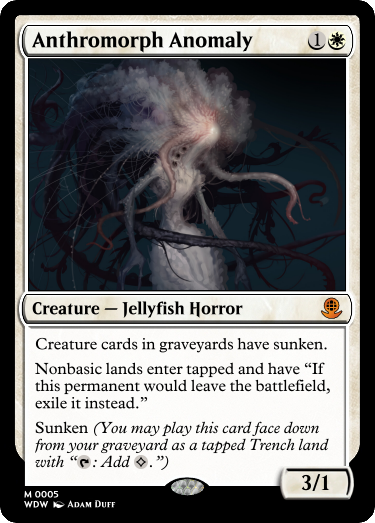 Anthromorph Anomaly 1
Creature — Jellyfish Horror
Creature cards in graveyards have sunken.
Nonbasic lands enter tapped and have “If
this permanent would leave the battlefield,
exile it instead.”
Sunken (You may play this card face down
from your graveyard as a tapped Trench land
with “: Add .”)
3/1
M 0005
WDW Adam Duff